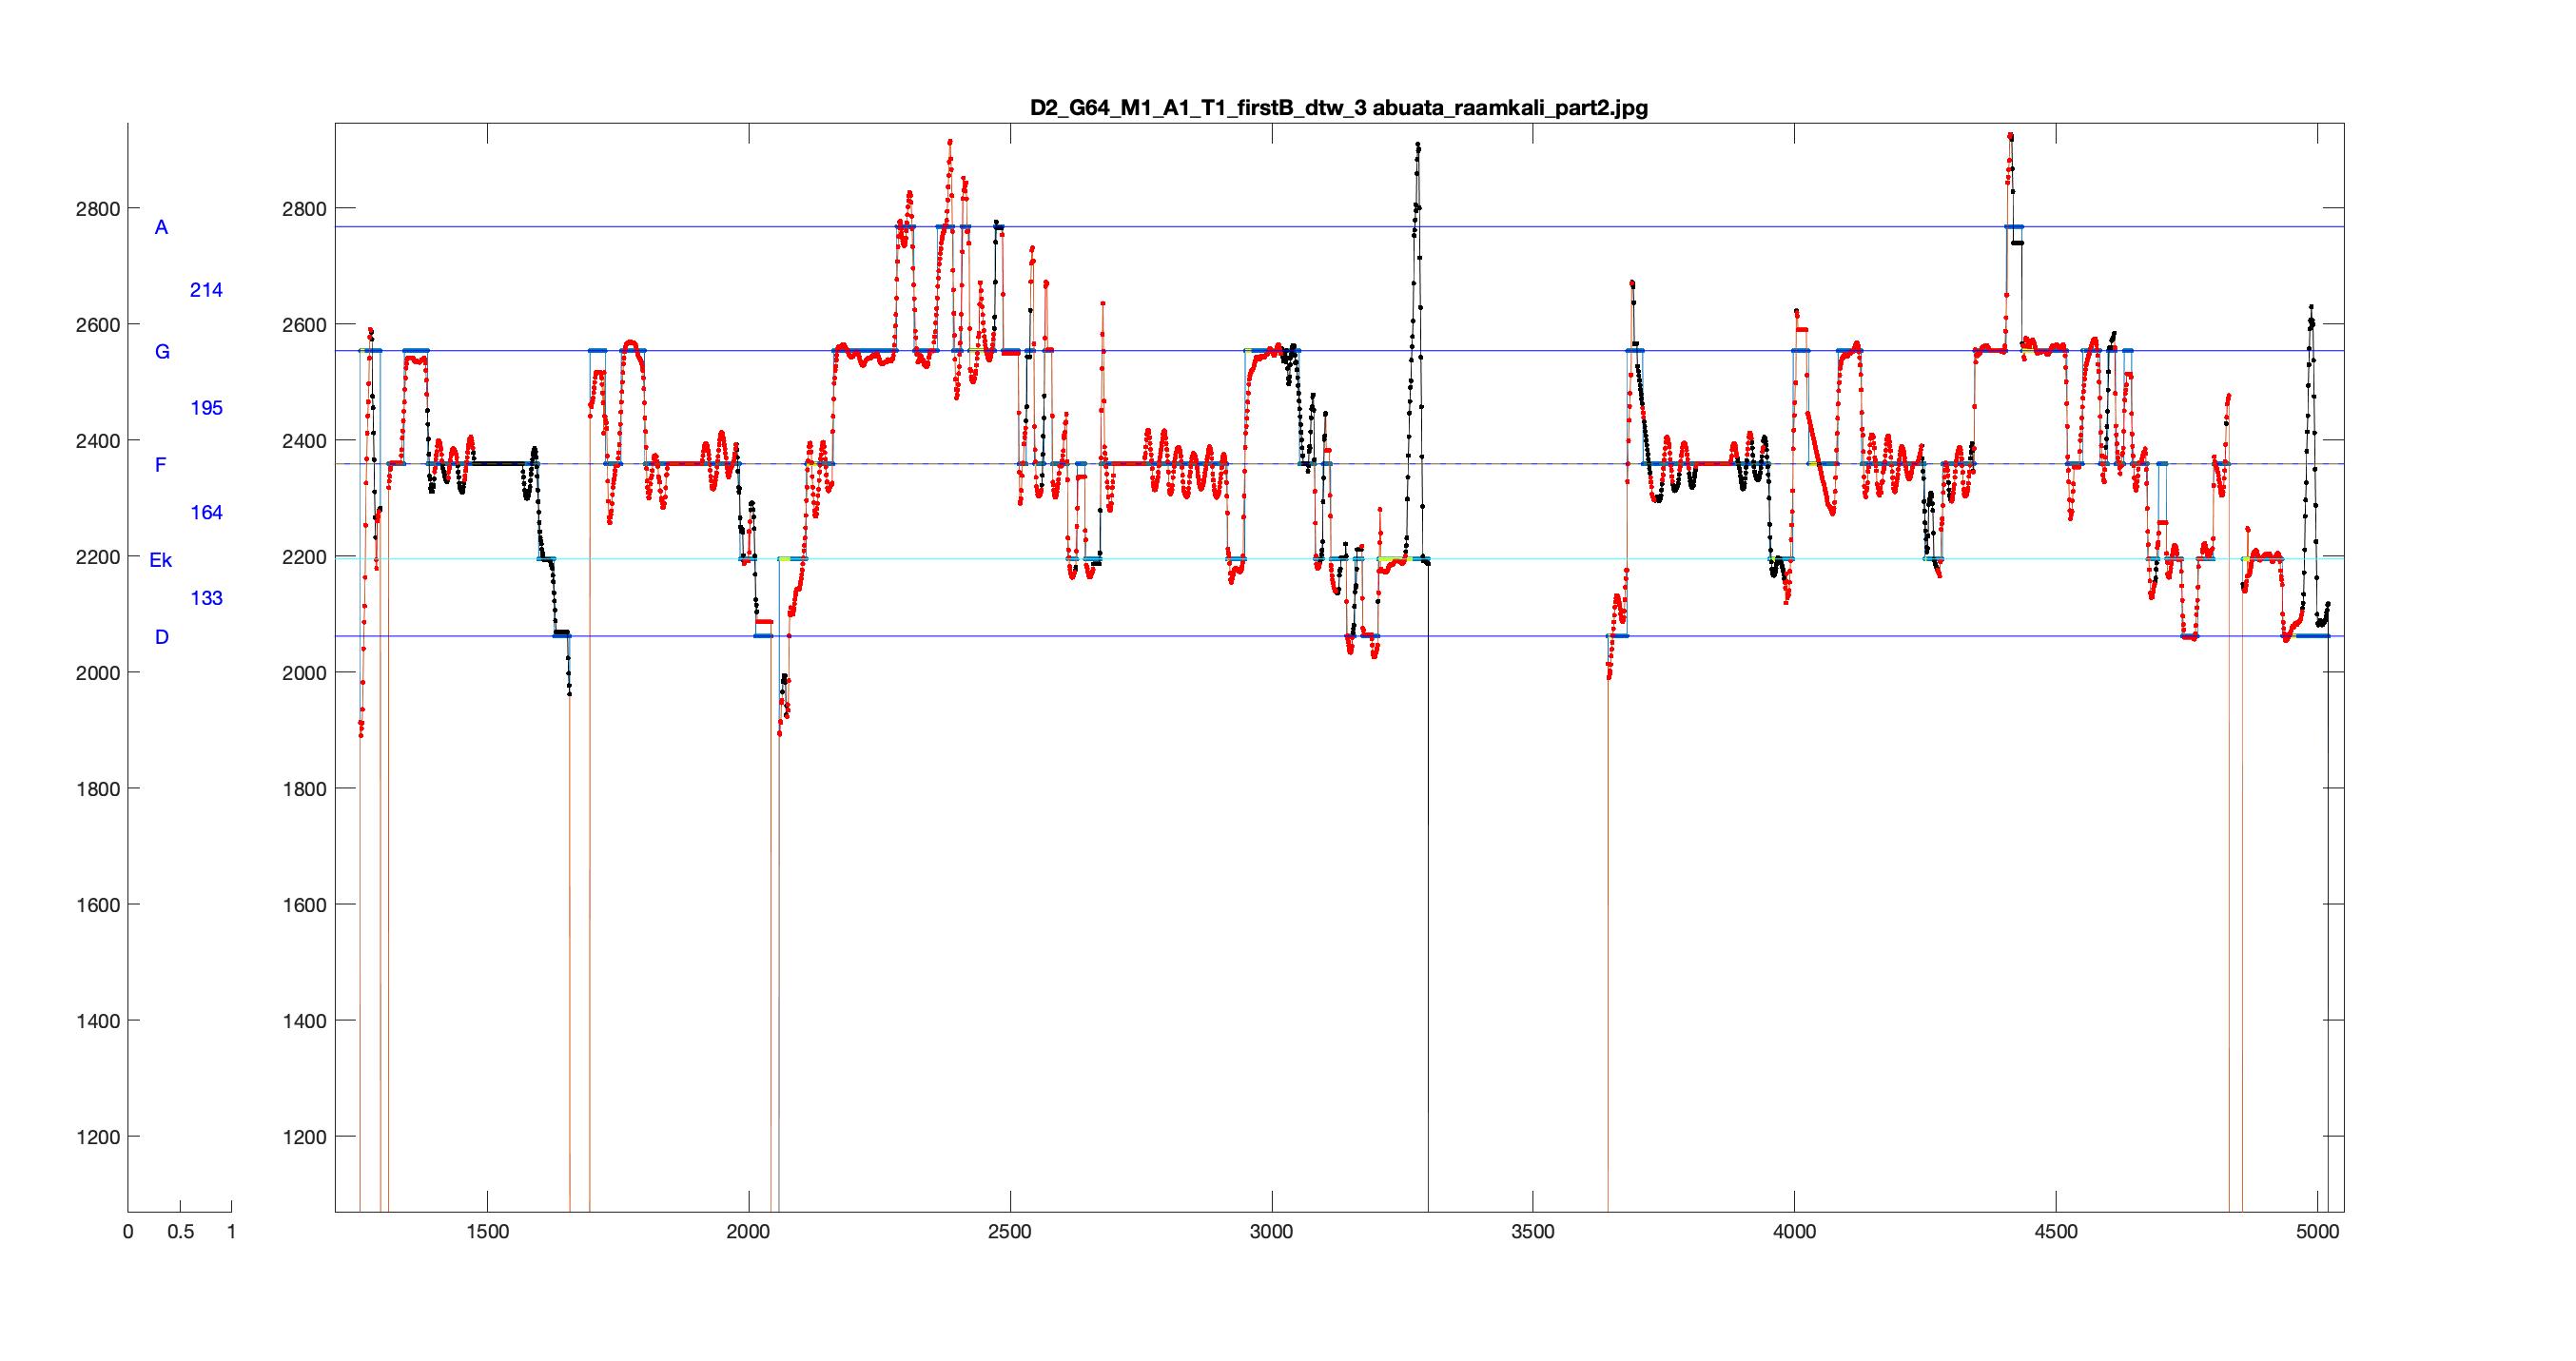 D2_G64_M1_A1_T1_firstB_dtw_3 abuata_raamkali_part2.jpg
2800 A 2800
214
2600 2600
G
195
2400 2400
F
164
2200 Ek 2200
133
D
2000 2000
1800 1800
1600 1600
1400 1400
1200 1200
0 0.5 1 1500 2000 2500 3000 3500 4000 4500 5000